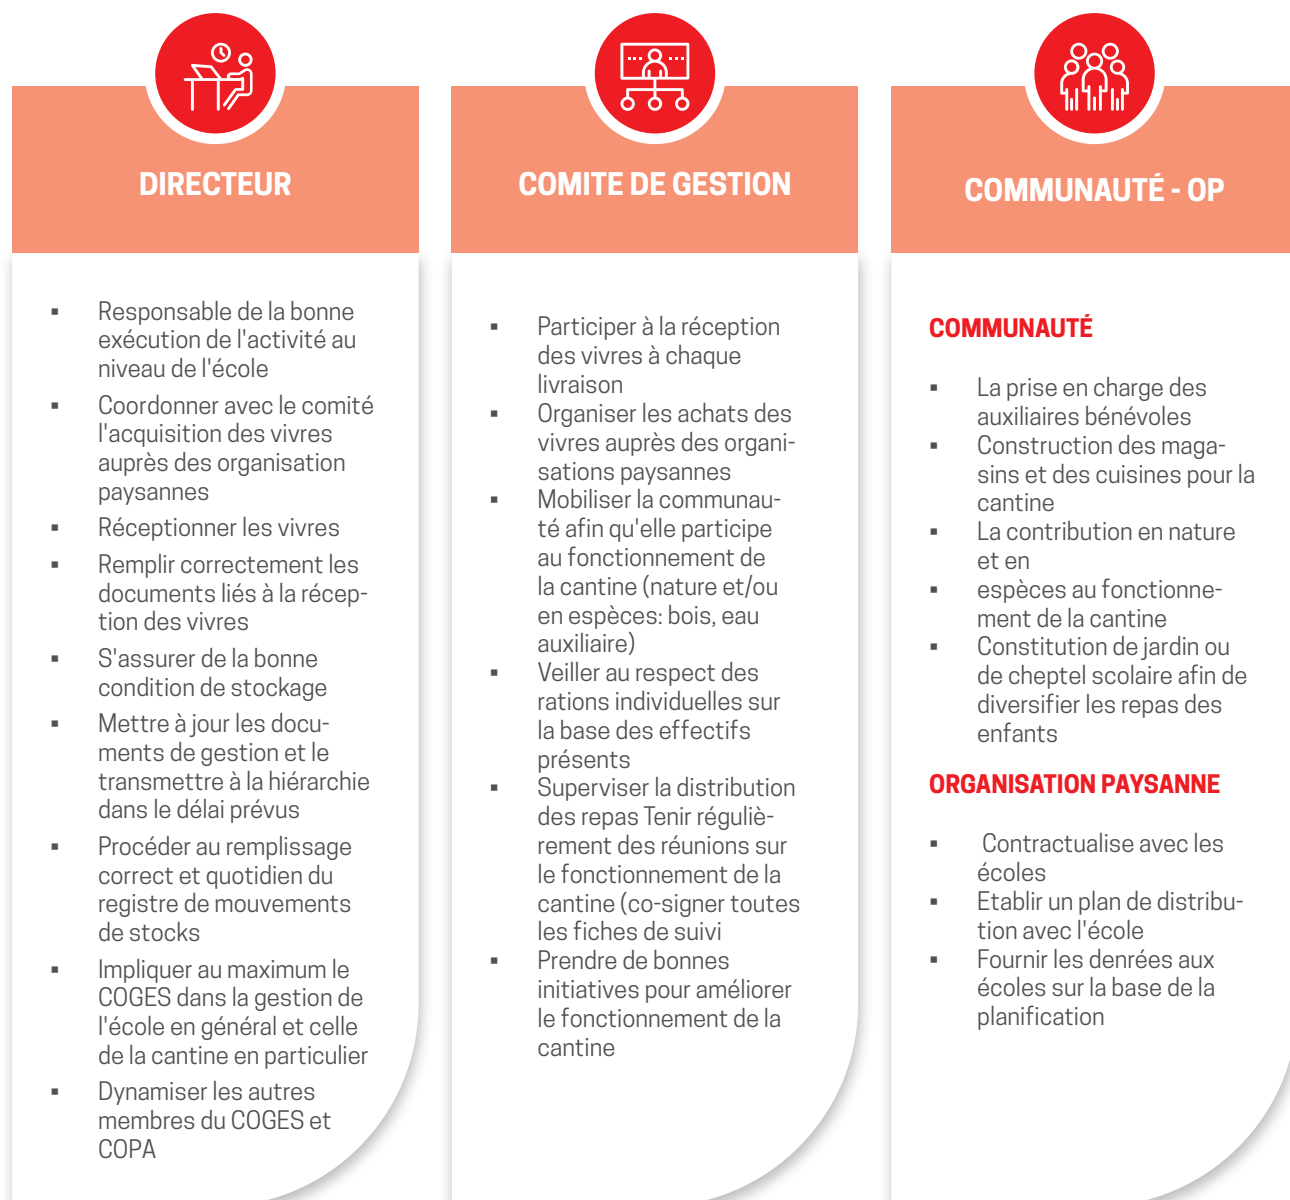 DIRECTEUR
▪ Responsable de la bonne
exécution de l'activité au
niveau de l'école
▪ Coordonner avec le comité
l'acquisition des vivres
auprès des organisation
paysannes
▪ Réceptionner les vivres
▪ Remplir correctement les
documents liés à la récep-
tion des vivres
▪ S'assurer de la bonne
condition de stockage
▪ Mettre à jour les docu-
ments de gestion et le
transmettre à la hiérarchie
dans le délai prévus
▪ Procéder au remplissage
correct et quotidien du
registre de mouvements
de stocks
▪ Impliquer au maximum le
COGES dans la gestion de
l'école en général et celle
de la cantine en particulier
▪ Dynamiser les autres
membres du COGES et
COPA
COMITE DE GESTION
▪ Participer à la réception
des vivres à chaque
livraison
▪ Organiser les achats des
vivres auprès des organi-
sations paysannes
▪ Mobiliser la communau-
té afin qu'elle participe
au fonctionnement de
la cantine (nature et/ou
en espèces: bois, eau
auxiliaire)
▪ Veiller au respect des
rations individuelles sur
la base des effectifs
présents
▪ Superviser la distribution
des repas Tenir réguliè-
rement des réunions sur
le fonctionnement de la
cantine (co-signer toutes
les fiches de suivi
▪ Prendre de bonnes
initiatives pour améliorer
le fonctionnement de la
cantine
COMMUNAUTÉ - OP
COMMUNAUTÉ
▪ La prise en charge des
auxiliaires bénévoles
▪ Construction des maga-
sins et des cuisines pour la
cantine
▪ La contribution en nature
et en
▪ espèces au fonctionne-
ment de la cantine
▪ Constitution de jardin ou
de cheptel scolaire afin de
diversifier les repas des
enfants
ORGANISATION PAYSANNE
▪ Contractualise avec les
écoles
▪ Etablir un plan de distribu-
tion avec l'école
▪ Fournir les denrées aux
écoles sur la base de la
planification